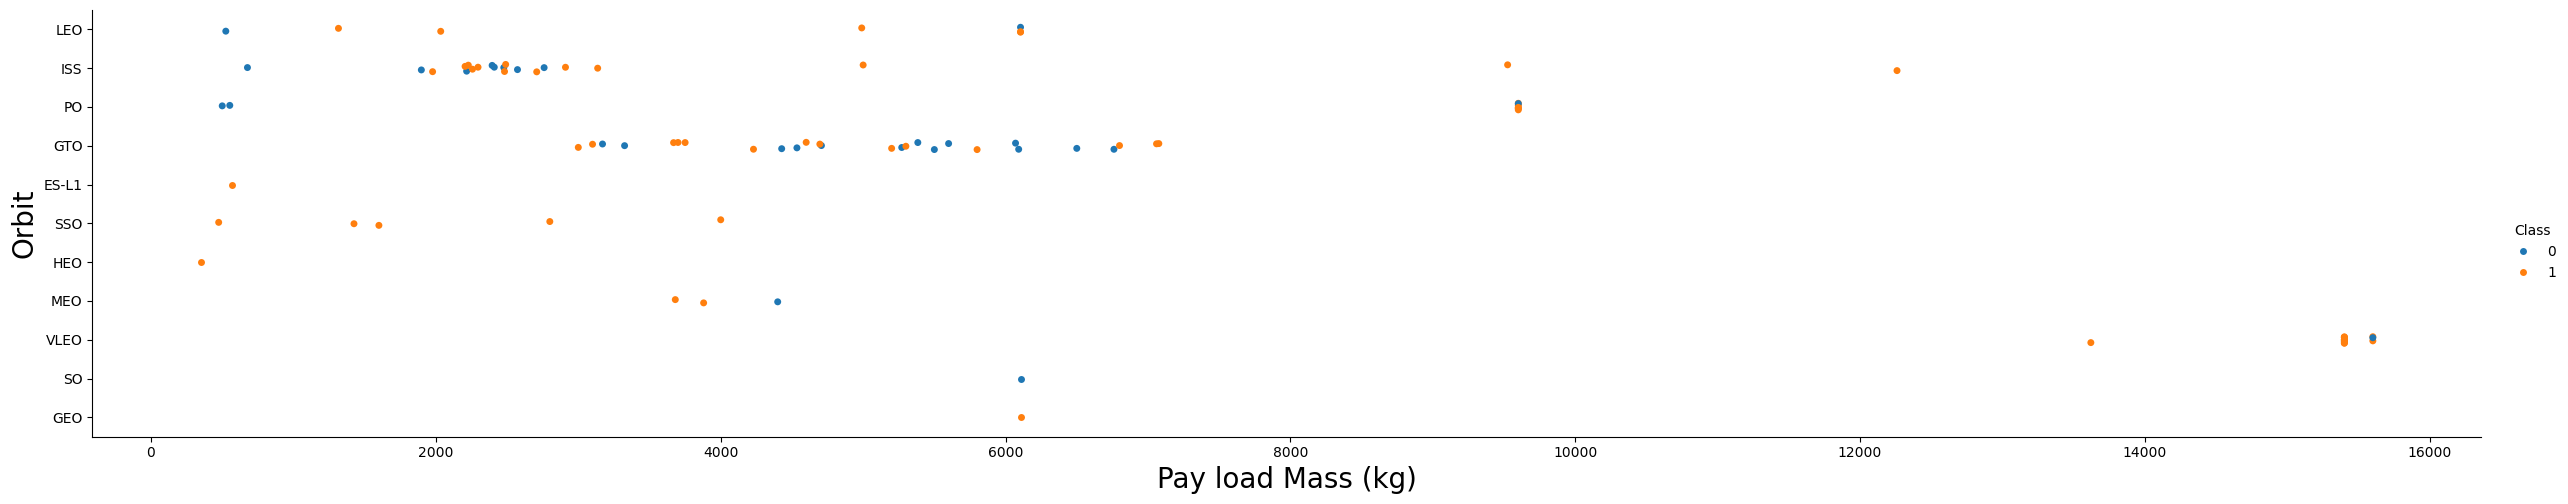 LEO
ISS
PO
GTO
ES-L1
SSO
HEO
MEO
VLEO
SO
GEO
Orbit
0 2000 4000 6000 8000 10000 12000 14000 16000
Pay load Mass (kg)
Class
0
1